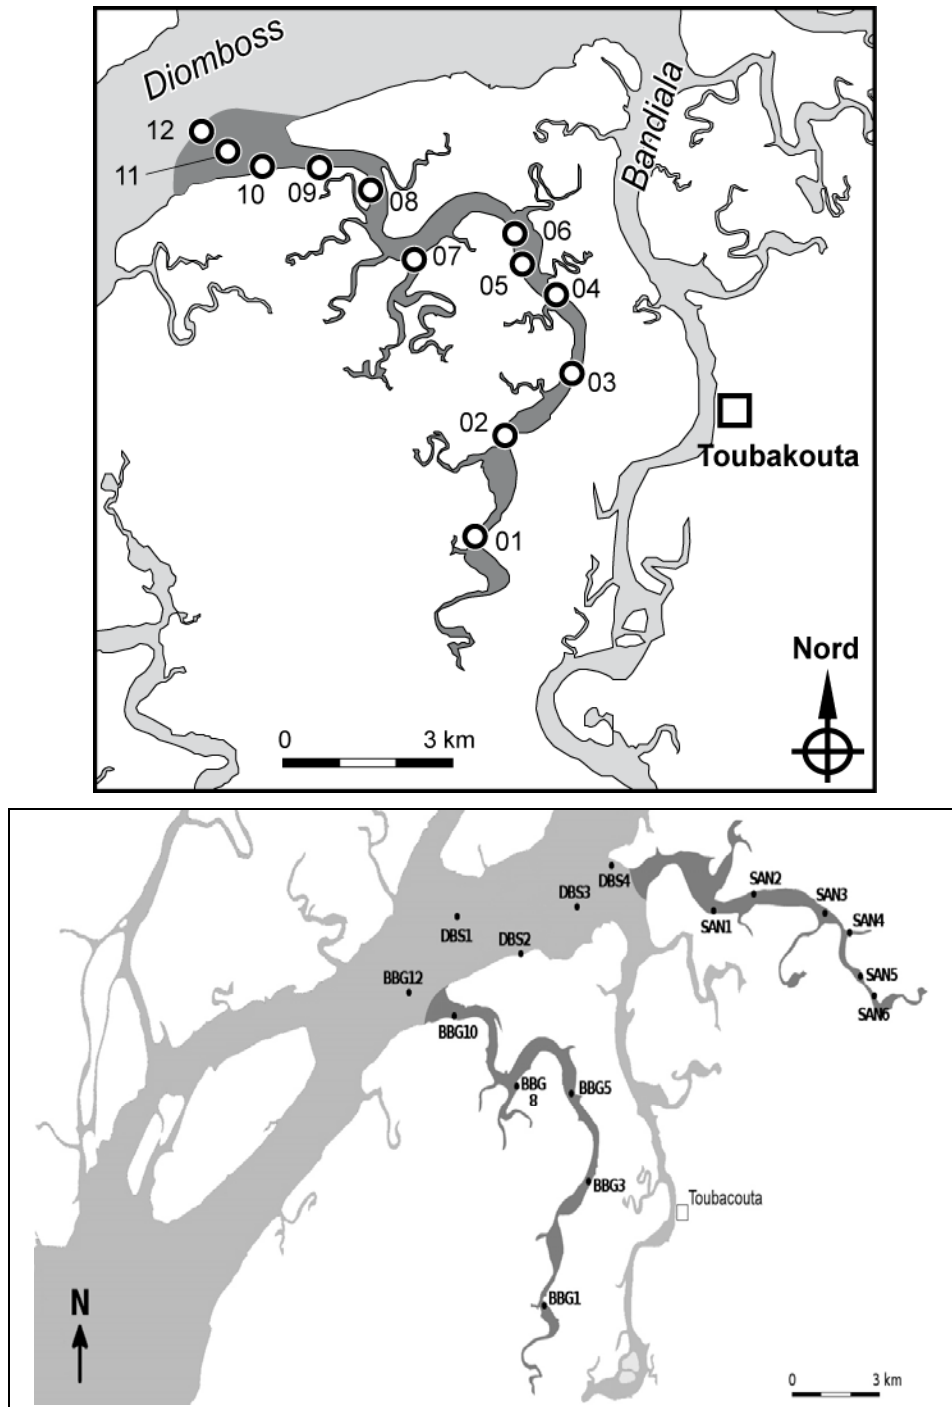 Diomboss
Bandiala
12
11
10
09
08
07
06
05
04
03
02
01
Toubakouta
Nord
0 3 km
DBS4
SAN2
DBS3
SAN3
SAN1
SAN4
DBS1
DBS2
SAN5
BBG12
SAN6
BBG10
BBG
8
BBG5
BBG3
Toubacouta
BBG1
N
0 3 km